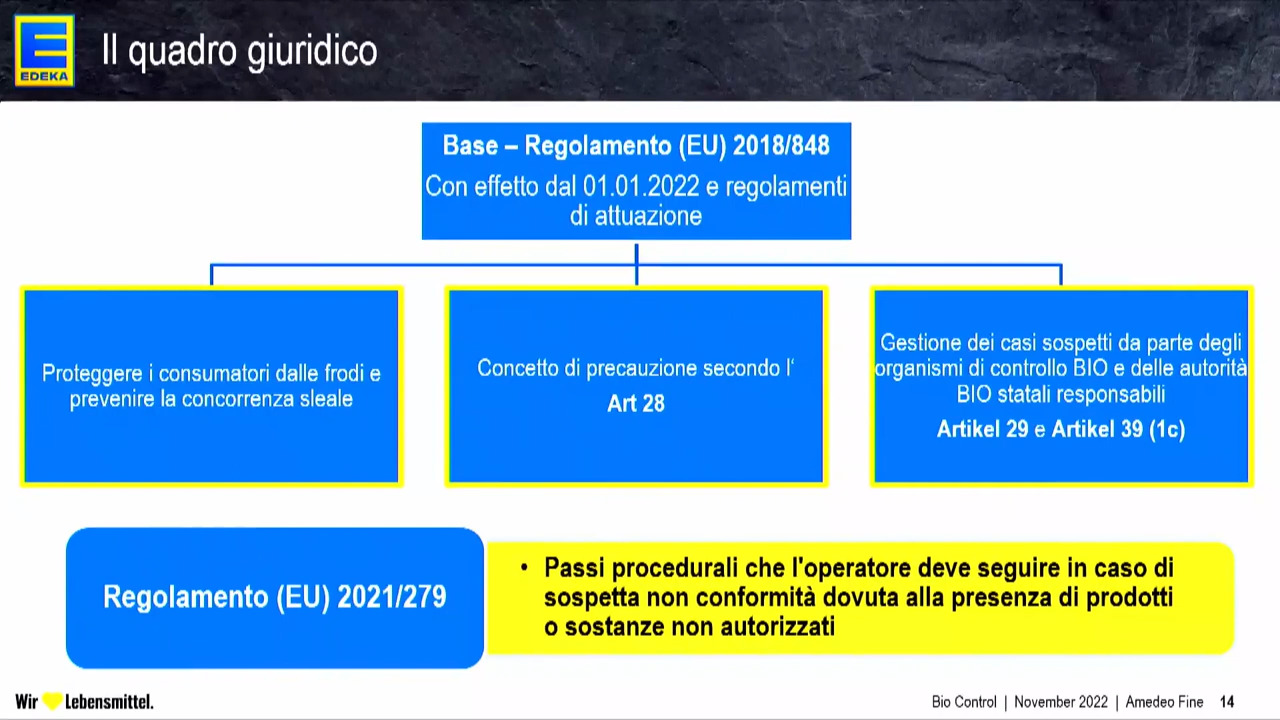 EDEKA
Il quadro giuridico
Base – Regolamento (EU) 2018/848
Con effetto dal 01.01.2022 e regolamenti
di attuazione
Proteggere i consumatori dalle frodi e
prevenire la concorrenza sleale
Concetto di precauzione secondo l‘
Art 28
Gestione dei casi sospetti da parte degli
organismi di controllo BIO e delle autorità
BIO statali responsabili
Artikel 29 e Artikel 39 (1c)
Regolamento (EU) 2021/279
• Passi procedurali che l'operatore deve seguire in caso di
sospetta non conformità dovuta alla presenza di prodotti
o sostanze non autorizzati
Wir 💛 Lebensmittel.
Bio Control | November 2022 | Amedeo Fine 14